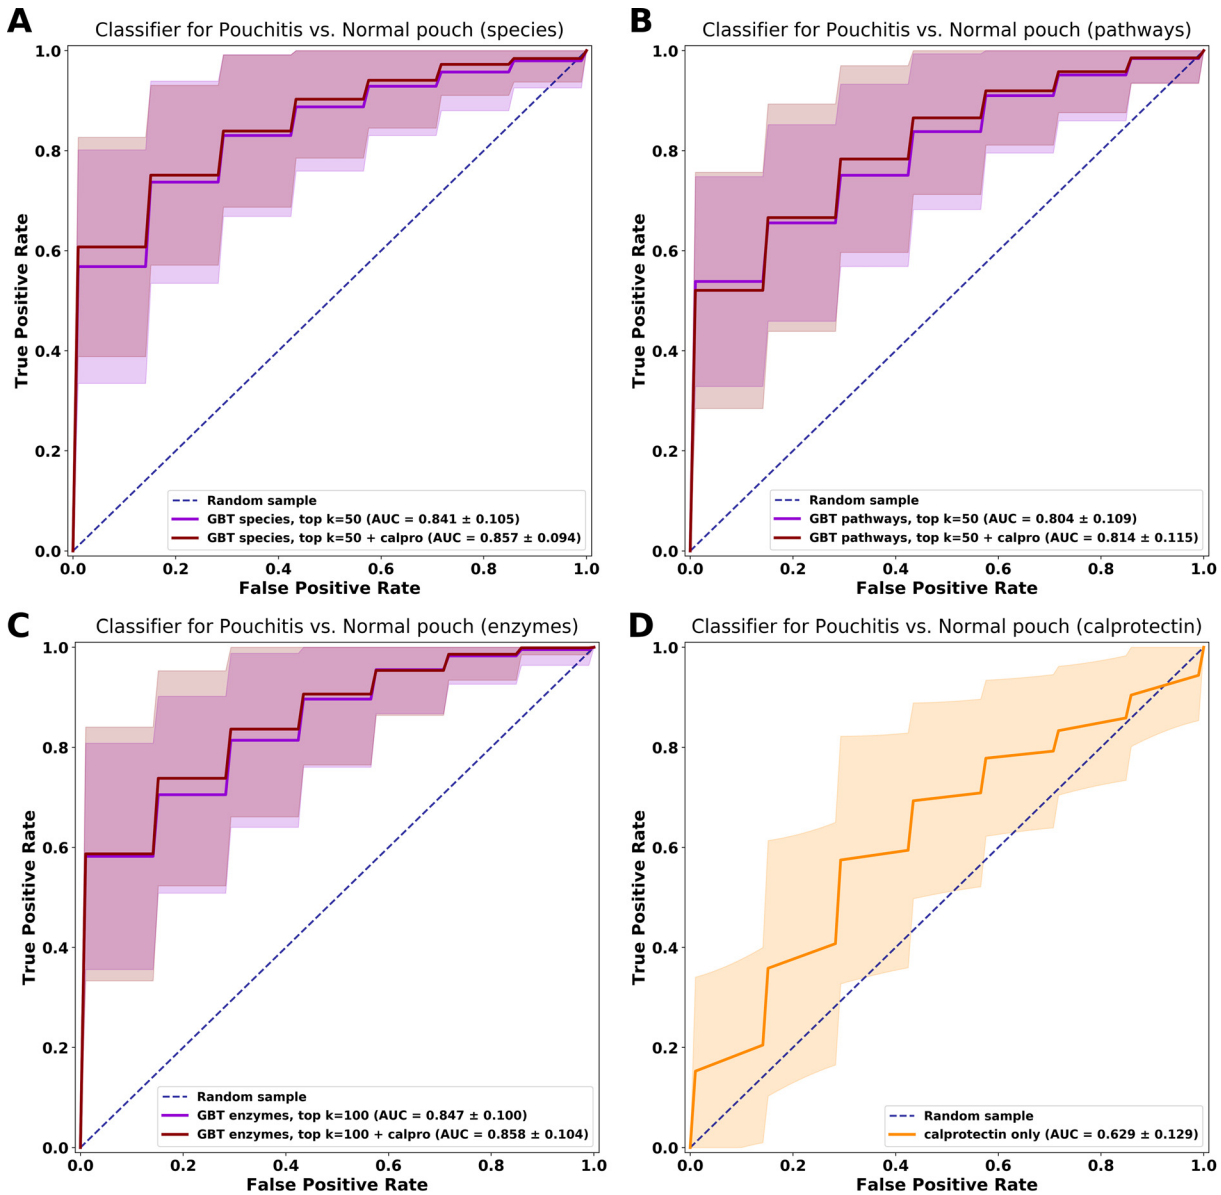 A
Classifier for Pouchitis vs. Normal pouch (species)
1.0
0.8
0.6
0.4
0.2
0.0
True Positive Rate
Random sample
GBT species, top k=50 (AUC = 0.841 ± 0.105)
GBT species, top k=50 + calpro (AUC = 0.857 ± 0.094)
0.0 0.2 0.4 0.6 0.8 1.0
False Positive Rate
B
Classifier for Pouchitis vs. Normal pouch (pathways)
1.0
0.8
0.6
0.4
0.2
0.0
True Positive Rate
Random sample
GBT pathways, top k=50 (AUC = 0.804 ± 0.109)
GBT pathways, top k=50 + calpro (AUC = 0.814 ± 0.115)
0.0 0.2 0.4 0.6 0.8 1.0
False Positive Rate
C
Classifier for Pouchitis vs. Normal pouch (enzymes)
1.0
0.8
0.6
0.4
0.2
0.0
True Positive Rate
Random sample
GBT enzymes, top k=100 (AUC = 0.847 ± 0.100)
GBT enzymes, top k=100 + calpro (AUC = 0.858 ± 0.104)
0.0 0.2 0.4 0.6 0.8 1.0
False Positive Rate
D
Classifier for Pouchitis vs. Normal pouch (calprotectin)
1.0
0.8
0.6
0.4
0.2
0.0
True Positive Rate
Random sample
calprotectin only (AUC = 0.629 ± 0.129)
0.0 0.2 0.4 0.6 0.8 1.0
False Positive Rate